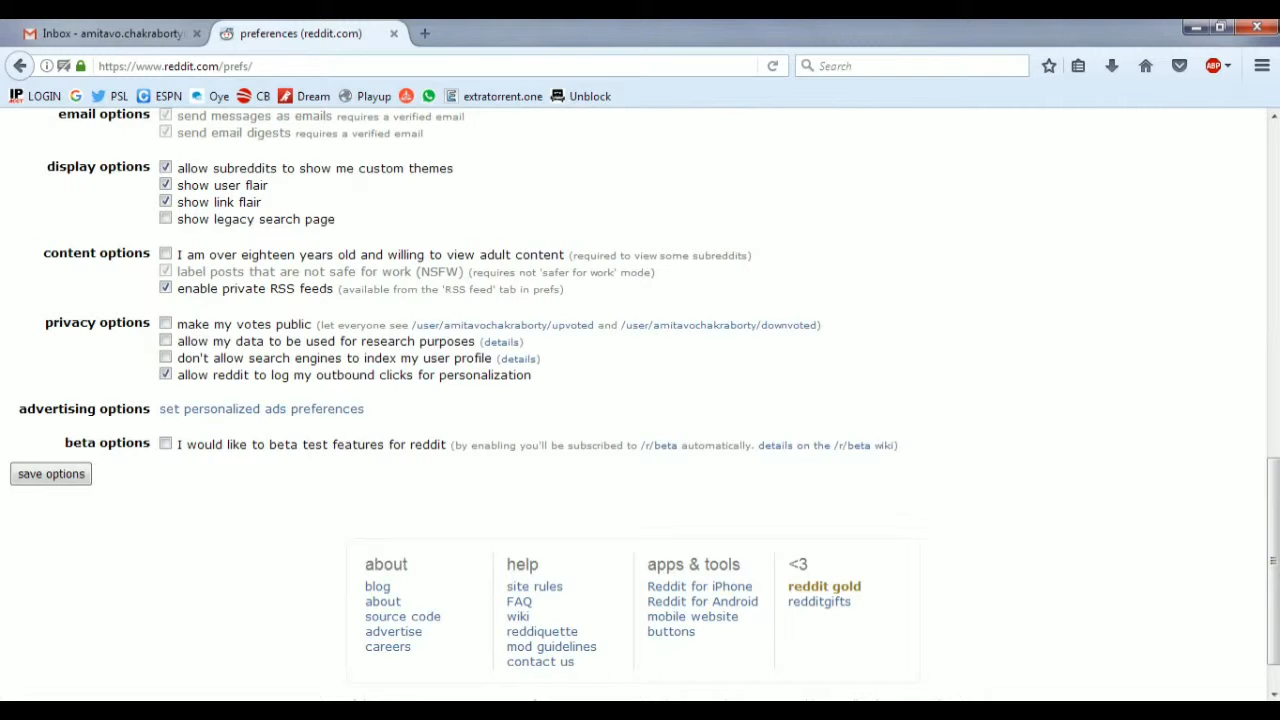 Inbox - amitavo.chakraborty
preferences (reddit.com)
https://www.reddit.com/prefs/
Search
ABP
LOGIN
PSL
ESPN
Oye
CB
Dream
Playup
extratorrent.one
Unblock
email options send messages as emails requires a verified email
send email digests requires a verified email
display options allow subreddits to show me custom themes
show user flair
show link flair
show legacy search page
content options I am over eighteen years old and willing to view adult content (required to view some subreddits)
label posts that are not safe for work (NSFW) (requires not 'safer for work' mode)
enable private RSS feeds (available from the 'RSS feed' tab in prefs)
privacy options make my votes public (let everyone see /user/amitavochakraborty/upvoted and /user/amitavochakraborty/downvoted)
allow my data to be used for research purposes (details)
don't allow search engines to index my user profile (details)
allow reddit to log my outbound clicks for personalization
advertising options set personalized ads preferences
beta options I would like to beta test features for reddit (by enabling you'll be subscribed to /r/beta automatically. details on the /r/beta wiki)
save options
about
blog
about
source code
advertise
careers
help
site rules
FAQ
wiki
reddiquette
mod guidelines
contact us
apps & tools
Reddit for iPhone
Reddit for Android
mobile website
buttons
<3
reddit gold
redditgifts